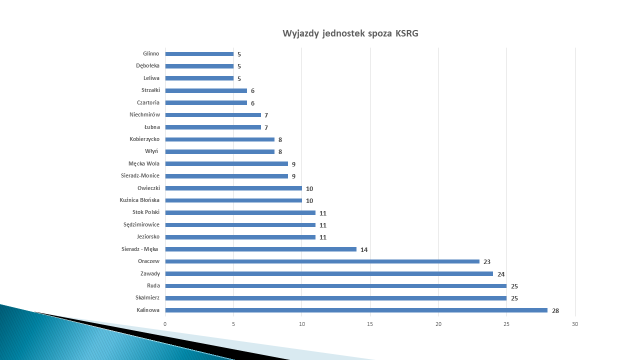 Wyjazdy jednostek spoza KSRG
Glinno 5
Dębołęka 5
Leliwa 5
Strzałki 6
Czartoria 6
Niechmirów 7
Łubna 7
Kobierzycko 8
Włyń 8
Męcka Wola 9
Sieradz-Monice 9
Owieczki 10
Kuźnica Błońska 10
Stok Polski 11
Sędzimirowice 11
Jeziorsko 11
Sieradz - Męka 14
Oraczew 23
Zawady 24
Ruda 25
Skalmierz 25
Kalinowa 28
0 5 10 15 20 25 30